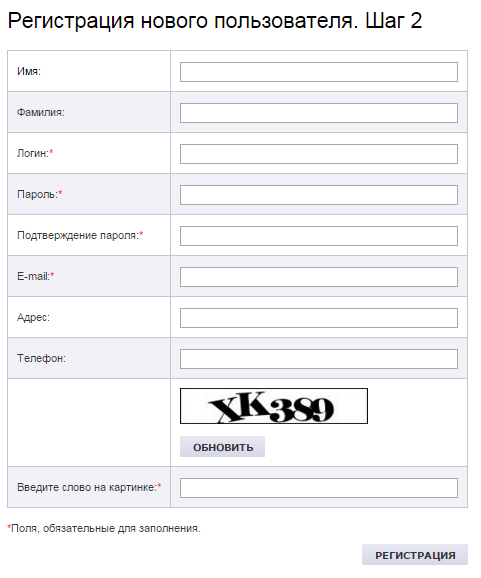 Регистрация нового пользователя. Шаг 2
Имя:
Фамилия:
Логин:*
Пароль:*
Подтверждение пароля:*
E-mail:*
Адрес:
Телефон:
XK389
ОБНОВИТЬ
Введите слово на картинке:*
*Поля, обязательные для заполнения.
РЕГИСТРАЦИЯ